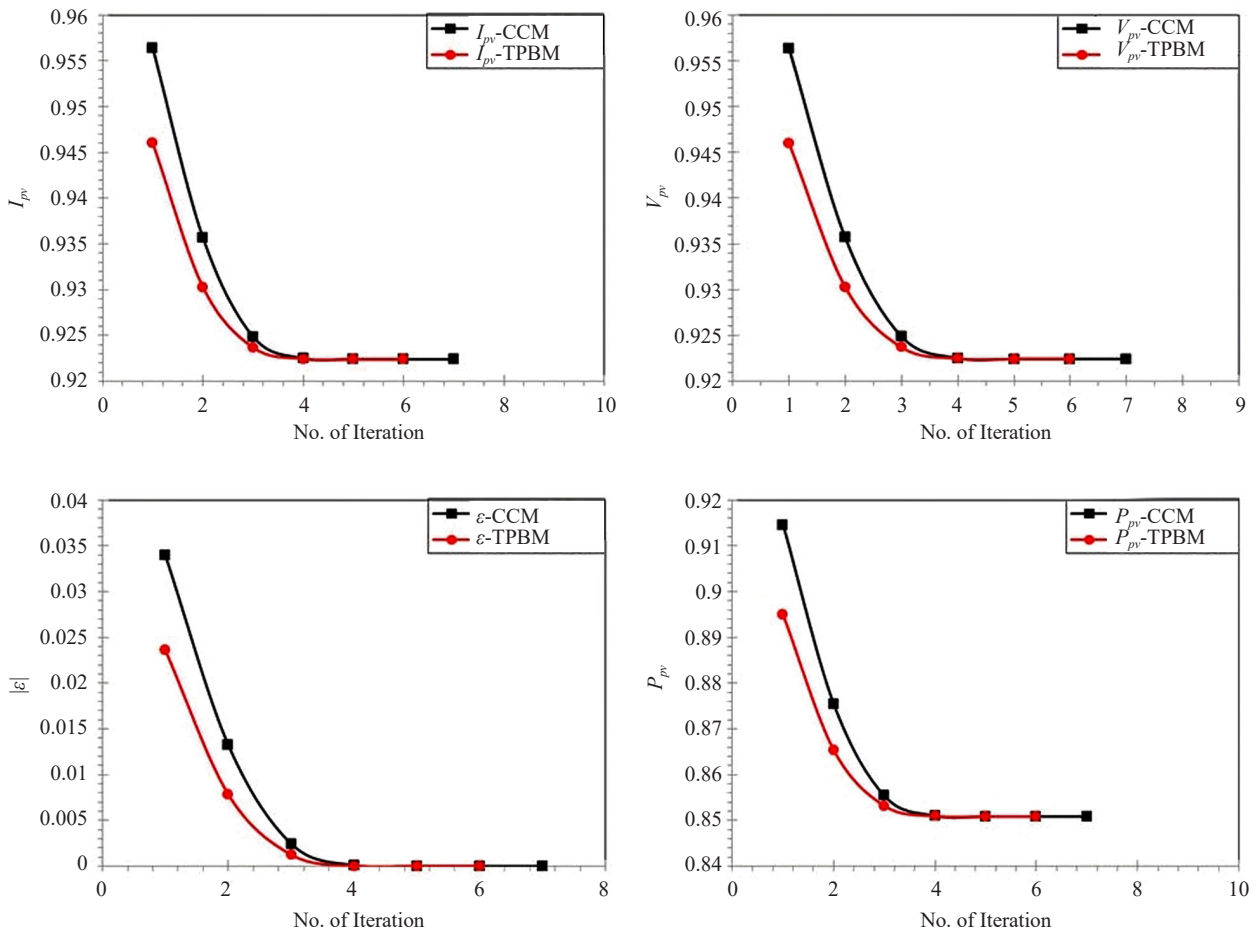 0.96
0.955
0.95
0.945
0.94
0.935
0.93
0.925
0.92
I_pv
I_pv-CCM
I_pv-TPBM
0 2 4 6 8 10
No. of Iteration
0.96
0.955
0.95
0.945
0.94
0.935
0.93
0.925
0.92
V_pv
V_pv-CCM
V_pv-TPBM
0 1 2 3 4 5 6 7 8 9
No. of Iteration
0.04
0.035
0.03
0.025
0.02
0.015
0.01
0.005
0
|ε|
ε-CCM
ε-TPBM
0 2 4 6 8
No. of Iteration
0.92
0.91
0.9
0.89
0.88
0.87
0.86
0.85
0.84
P_pv
P_pv-CCM
P_pv-TPBM
0 2 4 6 8 10
No. of Iteration